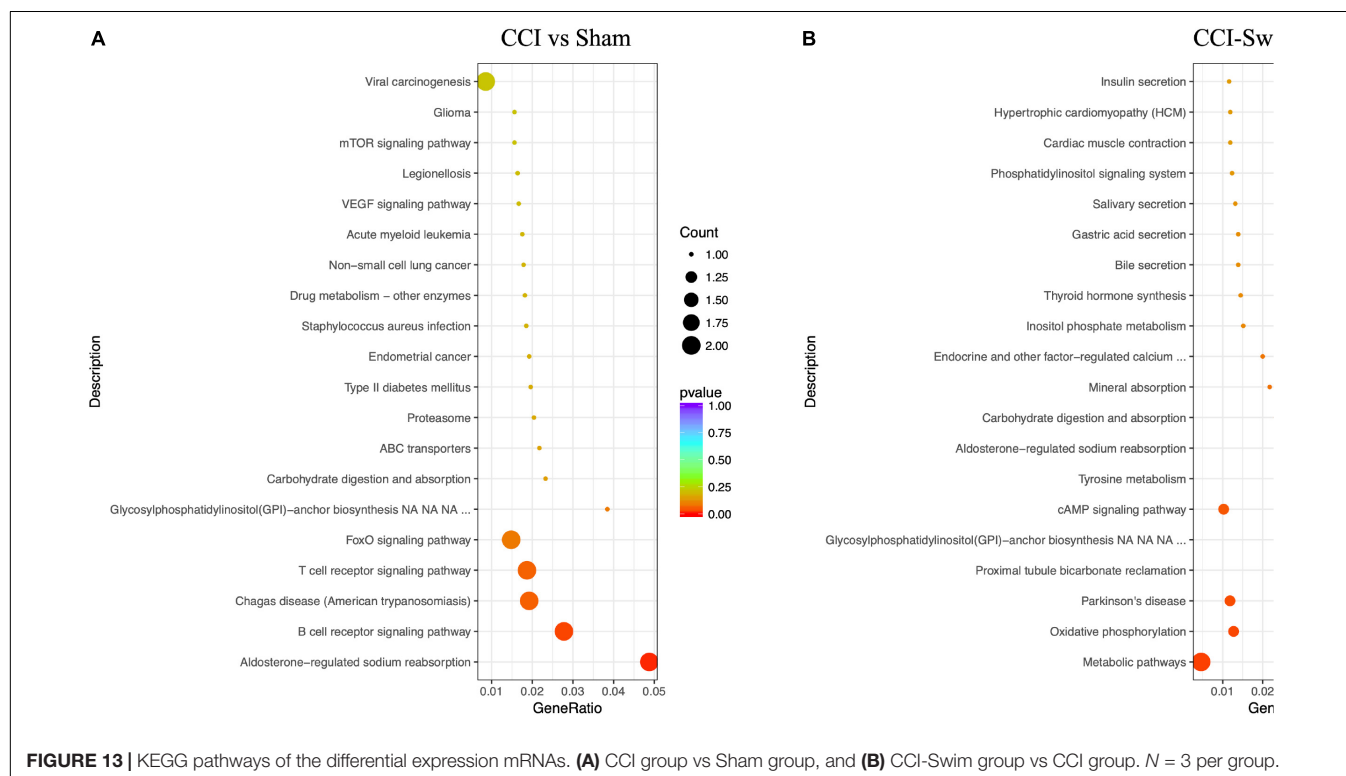 A
CCI vs Sham
Viral carcinogenesis
Glioma
mTOR signaling pathway
Legionellosis
VEGF signaling pathway
Acute myeloid leukemia
Non−small cell lung cancer
Drug metabolism − other enzymes
Staphylococcus aureus infection
Endometrial cancer
Type II diabetes mellitus
Proteasome
ABC transporters
Carbohydrate digestion and absorption
Glycosylphosphatidylinositol(GPI)−anchor biosynthesis NA NA NA ...
FoxO signaling pathway
T cell receptor signaling pathway
Chagas disease (American trypanosomiasis)
B cell receptor signaling pathway
Aldosterone−regulated sodium reabsorption
Description
0.01 0.02 0.03 0.04 0.05
GeneRatio
Count
1.00
1.25
1.50
1.75
2.00
pvalue
1.00
0.75
0.50
0.25
0.00
B
CCI-Sw
Insulin secretion
Hypertrophic cardiomyopathy (HCM)
Cardiac muscle contraction
Phosphatidylinositol signaling system
Salivary secretion
Gastric acid secretion
Bile secretion
Thyroid hormone synthesis
Inositol phosphate metabolism
Endocrine and other factor−regulated calcium ...
Mineral absorption
Carbohydrate digestion and absorption
Aldosterone−regulated sodium reabsorption
Tyrosine metabolism
cAMP signaling pathway
Glycosylphosphatidylinositol(GPI)−anchor biosynthesis NA NA NA ...
Proximal tubule bicarbonate reclamation
Parkinson's disease
Oxidative phosphorylation
Metabolic pathways
Description
0.01 0.02
Gen
FIGURE 13 | KEGG pathways of the differential expression mRNAs. (A) CCI group vs Sham group, and (B) CCI-Swim group vs CCI group. N = 3 per group.